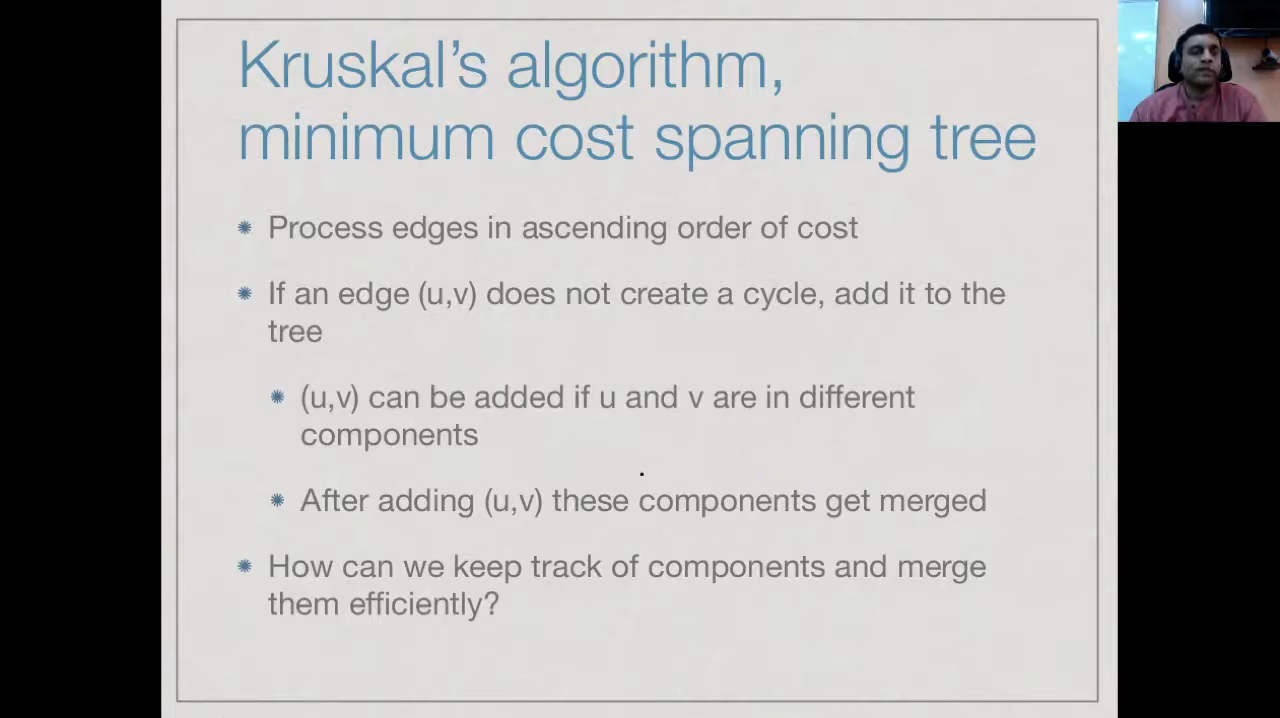 Kruskal's algorithm,
minimum cost spanning tree
Process edges in ascending order of cost
If an edge (u,v) does not create a cycle, add it to the
tree
(u,v) can be added if u and v are in different
components
After adding (u,v) these components get merged
How can we keep track of components and merge
them efficiently?